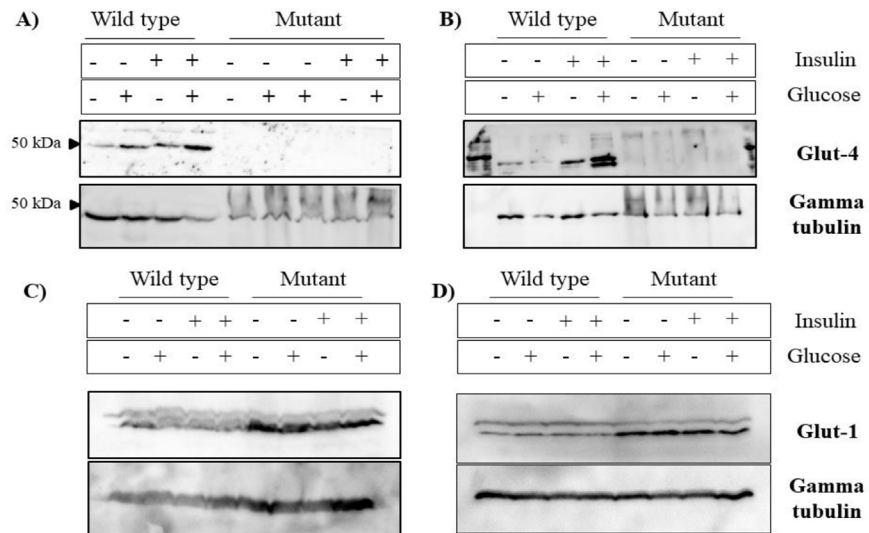 A) Wild type Mutant
- - + + - - - + +
- + - + - + + - +
50 kDa
50 kDa
B) Wild type Mutant
- - + + - - + + Insulin
- + - + - + - + Glucose
Glut-4
Gamma
tubulin
C) Wild type Mutant
- - + + - - + +
- + - + - + - +
D) Wild type Mutant
- - + + - - + + Insulin
- + - + - + - + Glucose
Glut-1
Gamma
tubulin